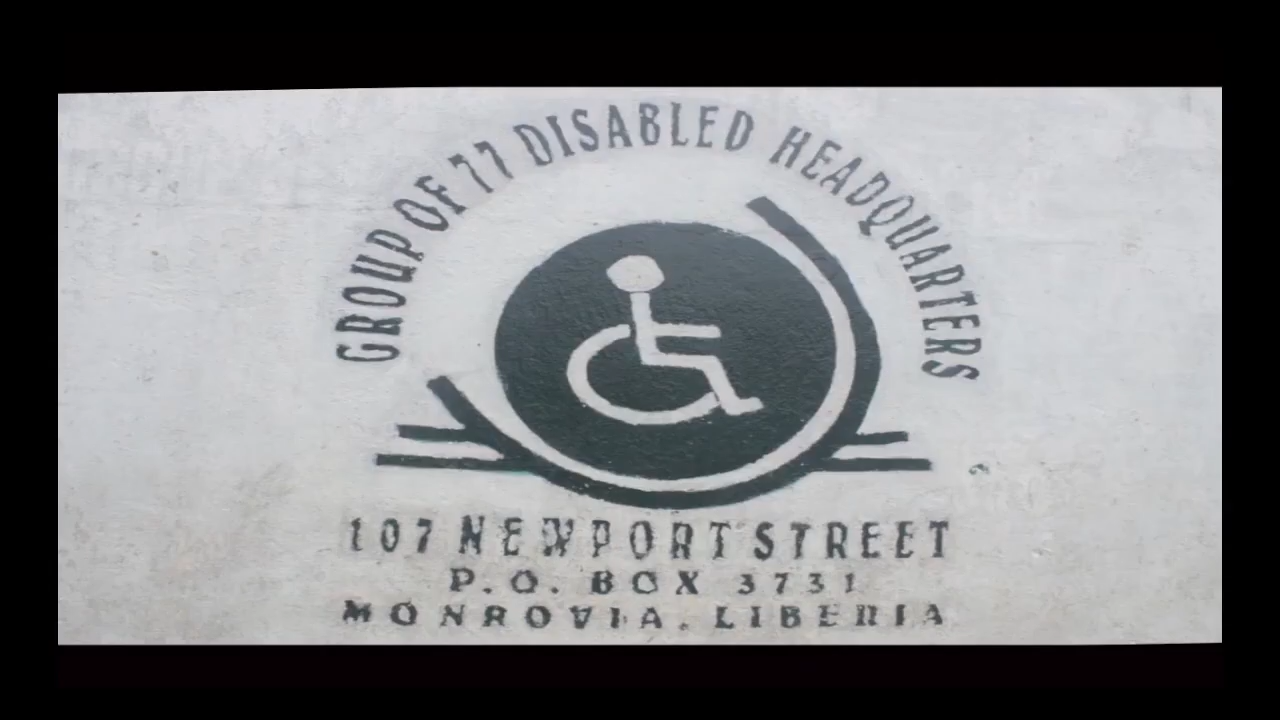 GROUP OF 77 DISABLED HEADQUARTERS
107 NEWPORT STREET
P.O. BOX 3731
MONROVIA. LIBERIA